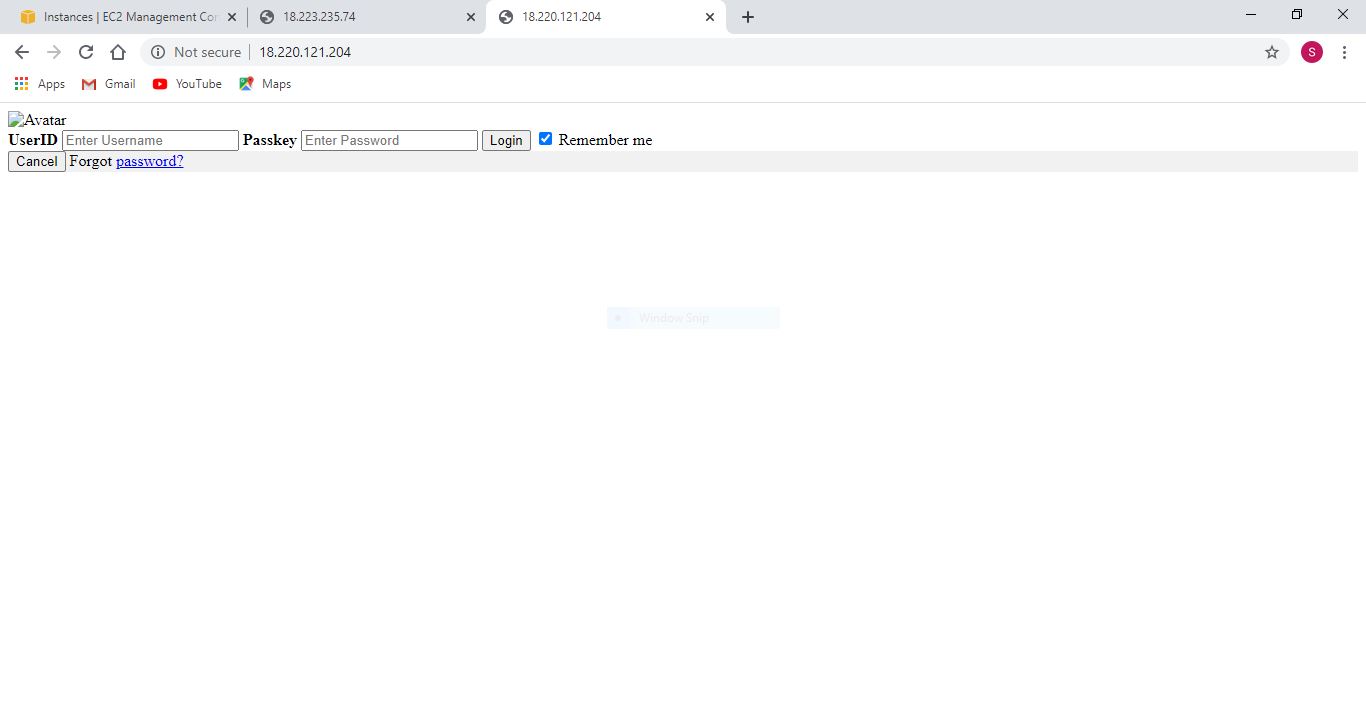 Instances | EC2 Management Con
18.223.235.74
18.220.121.204
Not secure 18.220.121.204
S
Apps Gmail YouTube Maps
Avatar
UserID Enter Username Passkey Enter Password Login Remember me
Cancel Forgot password?
Window Snip